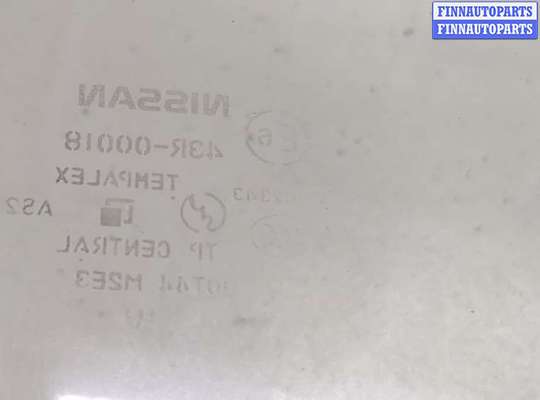 FINNAUTOPARTS
FINNAUTOPARTS
NISSAN
43R-00018
TEMPALEX
AS2
TP CENTRAL
M2E3